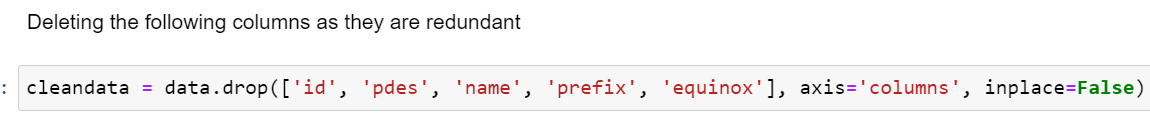 Deleting the following columns as they are redundant
: cleandata = data.drop(['id', 'pdes', 'name', 'prefix', 'equinox'], axis='columns', inplace=False)